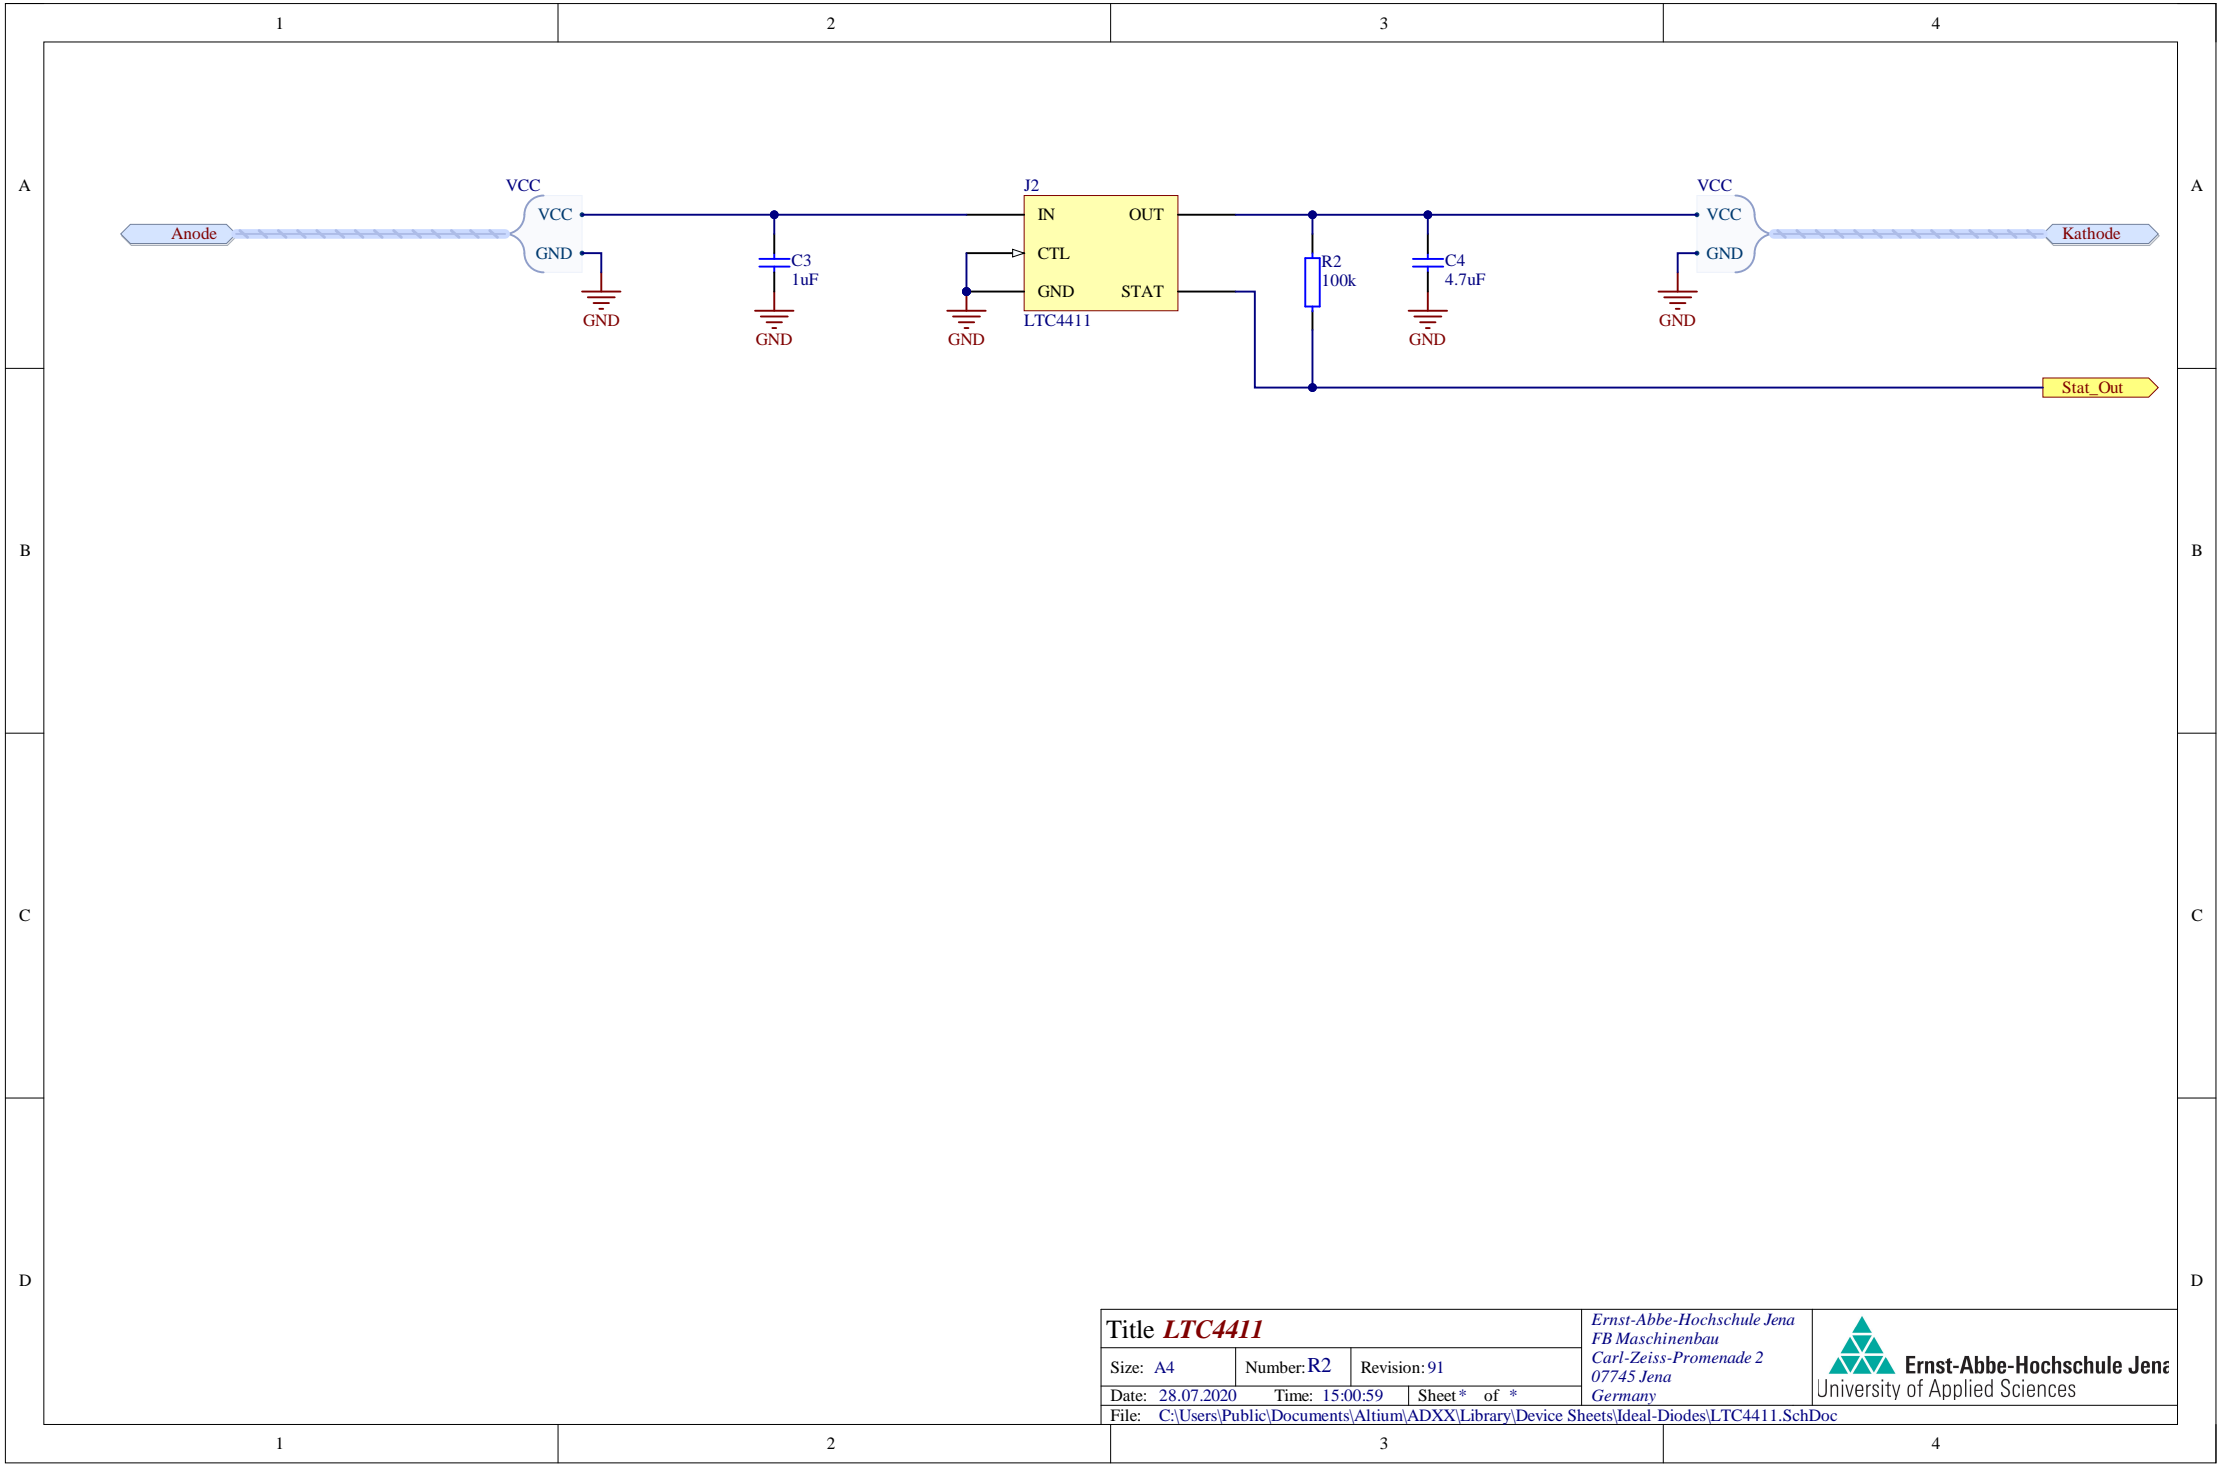 1 2 3 4
A A
VCC J2 VCC
VCC IN OUT VCC
Anode Kathode
GND CTL GND
C3 R2 C4
1uF 100k 4.7uF
GND STAT
GND LTC4411 GND
GND GND GND
Stat_Out
B B
C C
D D
Title LTC4411
Size: A4 Number: R2 Revision: 91
Date: 28.07.2020 Time: 15:00:59 Sheet * of *
File: C:\Users\Public\Documents\Altium\ADXX\Library\Device Sheets\Ideal-Diodes\LTC4411.SchDoc
Ernst-Abbe-Hochschule Jena
FB Maschinenbau
Carl-Zeiss-Promenade 2
07745 Jena
Germany
Ernst-Abbe-Hochschule Jena
University of Applied Sciences
1 2 3 4